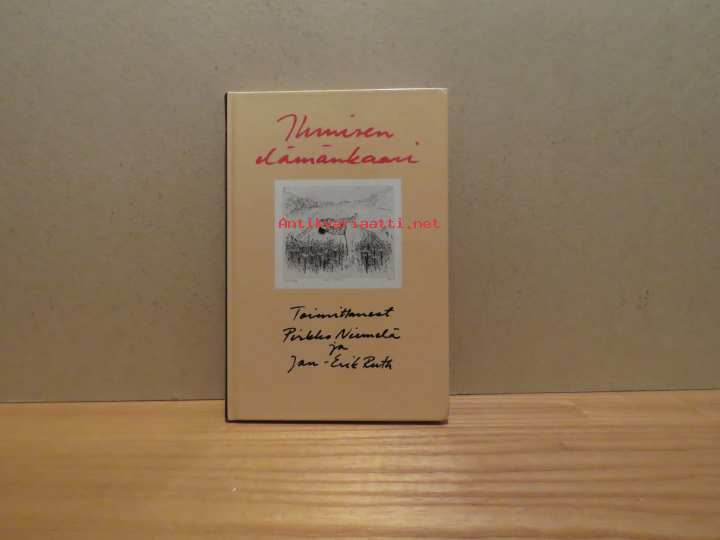 Ihmisen
elämänkaari
Antikvariaatti.net
Toimittaneet
Pirkko Niemelä
ja
Jan-Erik Ruth